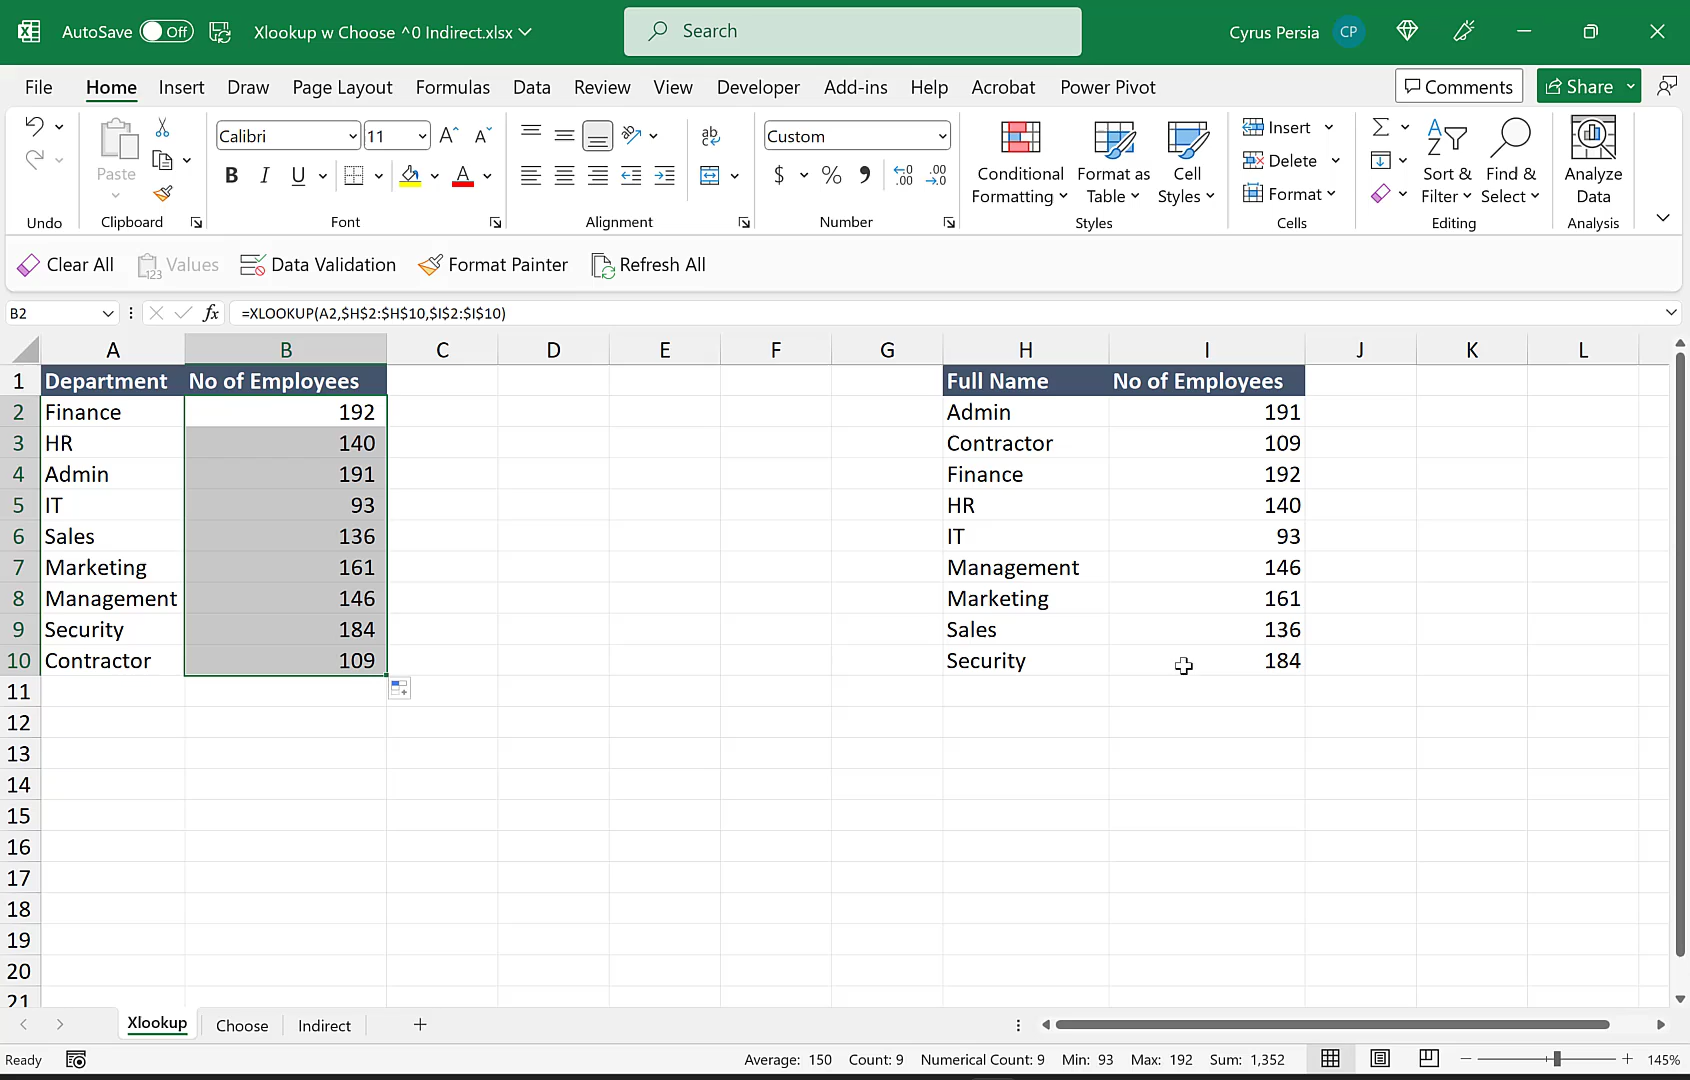 AutoSave Off Xlookup w Choose ^0 Indirect.xlsx Search Cyrus Persia CP
File Home Insert Draw Page Layout Formulas Data Review View Developer Add-ins Help Acrobat Power Pivot Comments Share
Undo
Paste
Clipboard
Calibri 11 A A
B I U A
Font
ab
c
Alignment
Custom
$ % , .00 .00
Number
Conditional
Formatting
Format as
Table
Cell
Styles
Styles
Insert
Delete
Format
Cells
Σ
Sort &
Filter
Find &
Select
Editing
Analyze
Data
Analysis
Clear All Values Data Validation Format Painter Refresh All
B2 fx =XLOOKUP(A2,$H$2:$H$10,$I$2:$I$10)
A B C D E F G H I J K L
1 Department No of Employees Full Name No of Employees
2 Finance 192 Admin 191
3 HR 140 Contractor 109
4 Admin 191 Finance 192
5 IT 93 HR 140
6 Sales 136 IT 93
7 Marketing 161 Management 146
8 Management 146 Marketing 161
9 Security 184 Sales 136
10 Contractor 109 Security 184
11
12
13
14
15
16
17
18
19
20
21
Xlookup Choose Indirect
Ready Average: 150 Count: 9 Numerical Count: 9 Min: 93 Max: 192 Sum: 1,352 145%